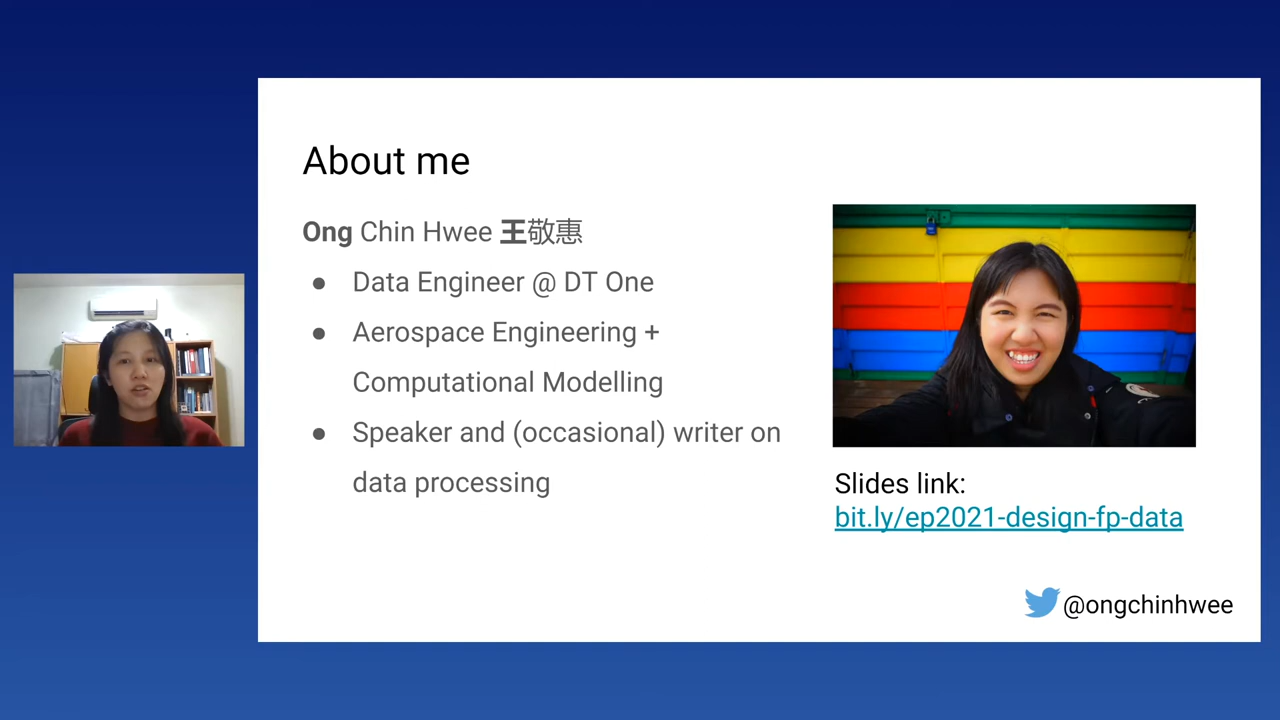 About me
Ong Chin Hwee 王敬惠
● Data Engineer @ DT One
● Aerospace Engineering +
Computational Modelling
● Speaker and (occasional) writer on
data processing
Slides link:
bit.ly/ep2021-design-fp-data
@ongchinhwee